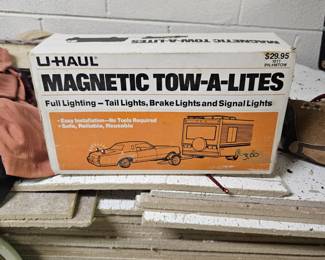 U-HAUL
$29.95
MAGNETIC TOW-A-LITES
Full Lighting – Tail Lights, Brake Lights and Signal Lights
• Easy Installation—No Tools Required
• Safe, Reliable, Reusable
3.00